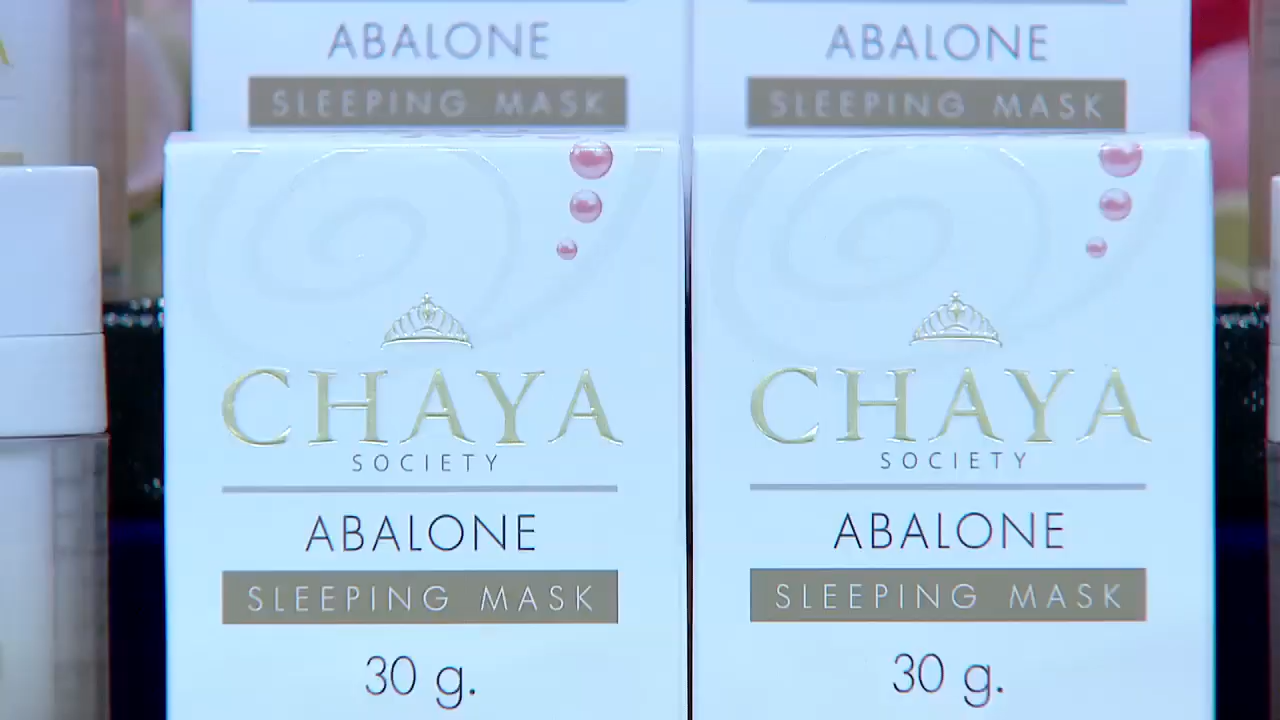 ABALONE
SLEEPING MASK
ABALONE
SLEEPING MASK
CHAYA
SOCIETY
ABALONE
SLEEPING MASK
30 g.
CHAYA
SOCIETY
ABALONE
SLEEPING MASK
30 g.